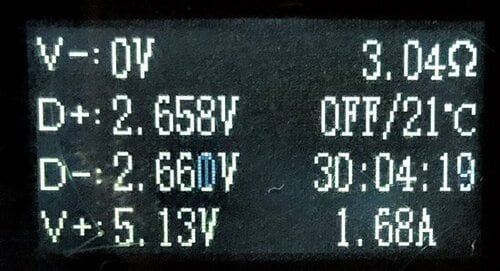 V-: 0V 3.04Ω
D+: 2.658V OFF/21℃
D-: 2.660V 30:04:19
V+: 5.13V 1.68A